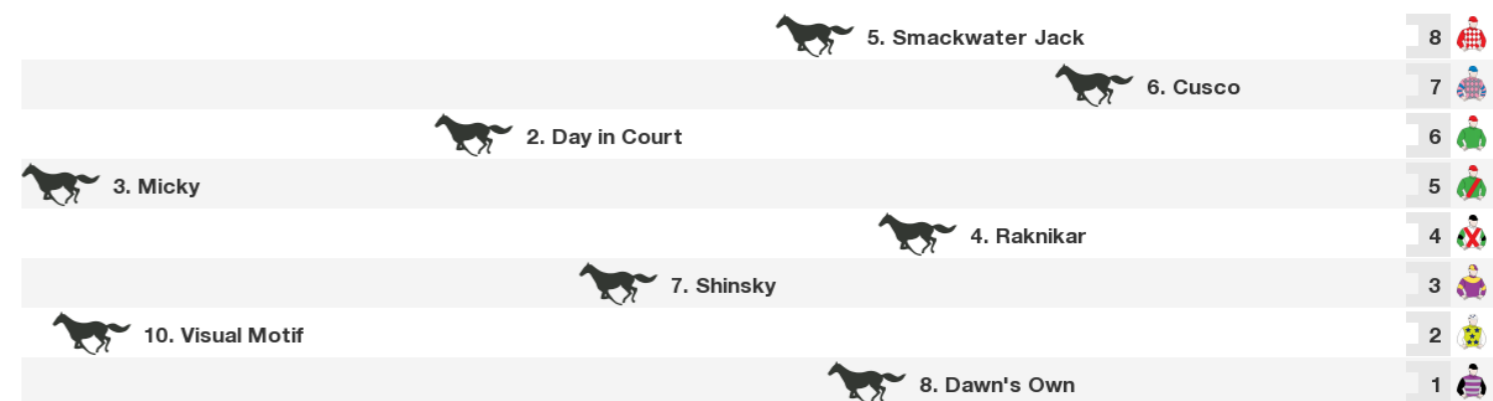 5. Smackwater Jack 8
6. Cusco 7
2. Day in Court 6
3. Micky 5
4. Raknikar 4
7. Shinsky 3
10. Visual Motif 2
8. Dawn's Own 1